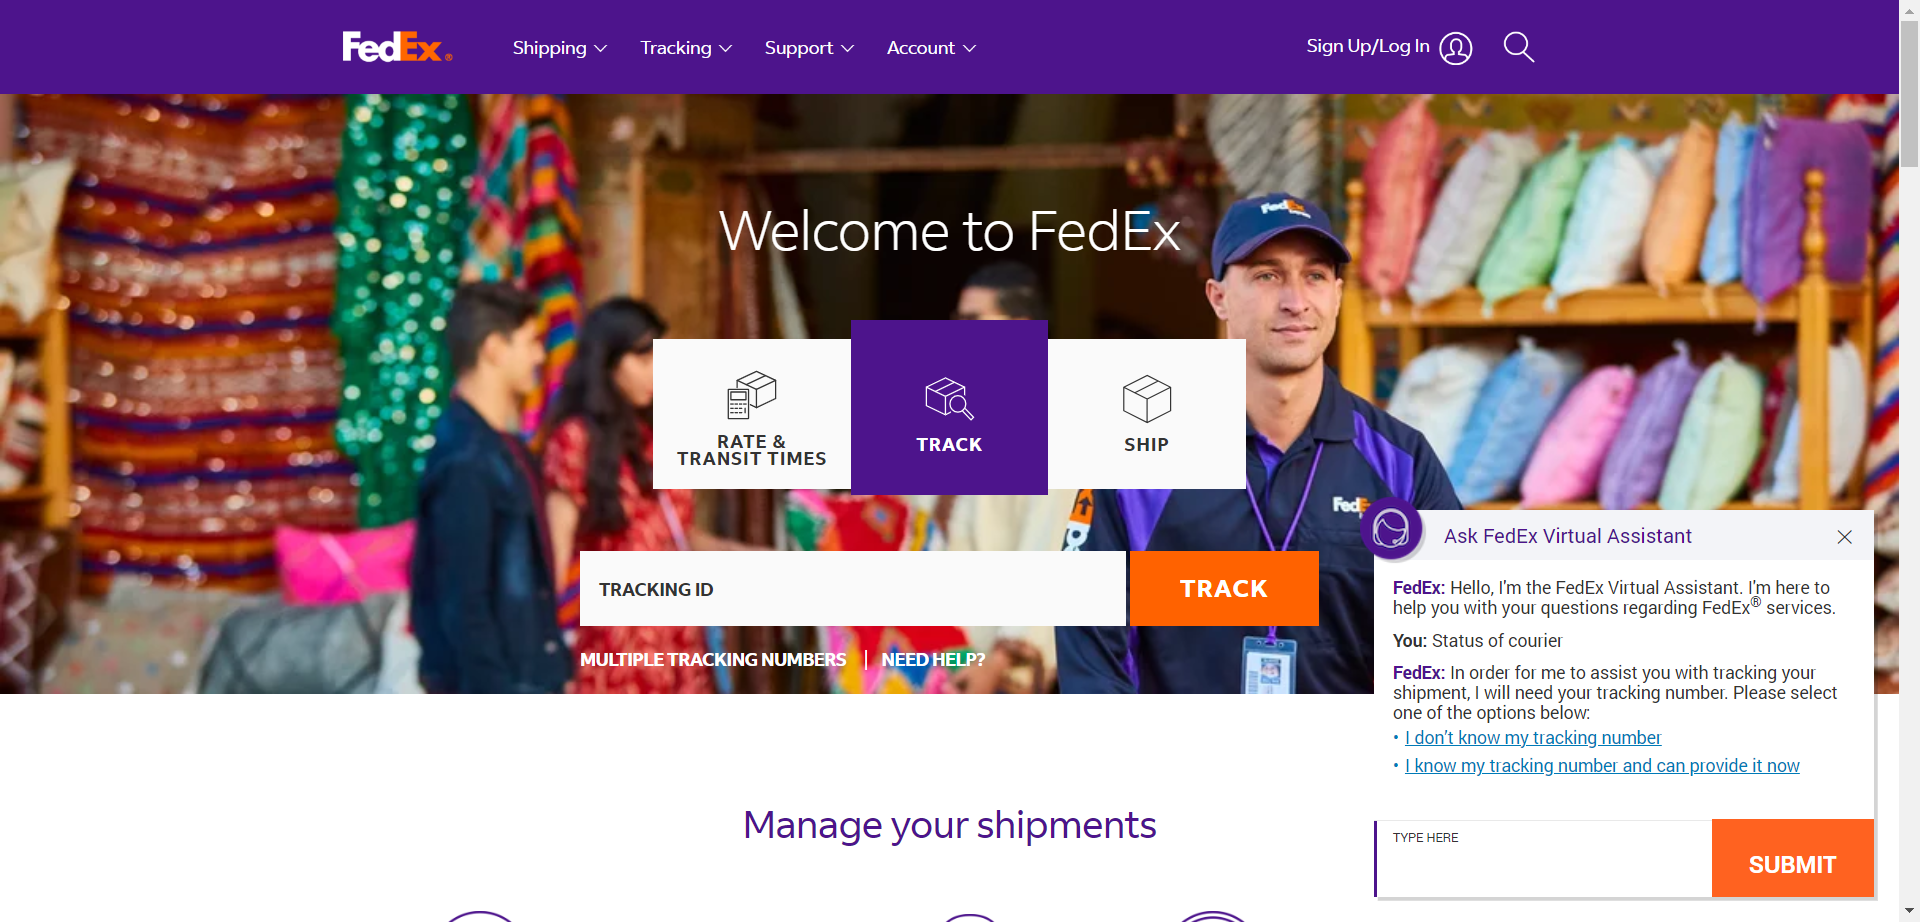 FedEx®
Shipping
Tracking
Support
Account
Sign Up/Log In
FedEx
Welcome to FedEx
RATE &
TRANSIT TIMES
TRACK
SHIP
TRACKING ID
TRACK
MULTIPLE TRACKING NUMBERS
NEED HELP?
Manage your shipments
Ask FedEx Virtual Assistant
FedEx: Hello, I'm the FedEx Virtual Assistant. I'm here to
help you with your questions regarding FedEx® services.
You: Status of courier
FedEx: In order for me to assist you with tracking your
shipment, I will need your tracking number. Please select
one of the options below:
• I don't know my tracking number
• I know my tracking number and can provide it now
TYPE HERE
SUBMIT